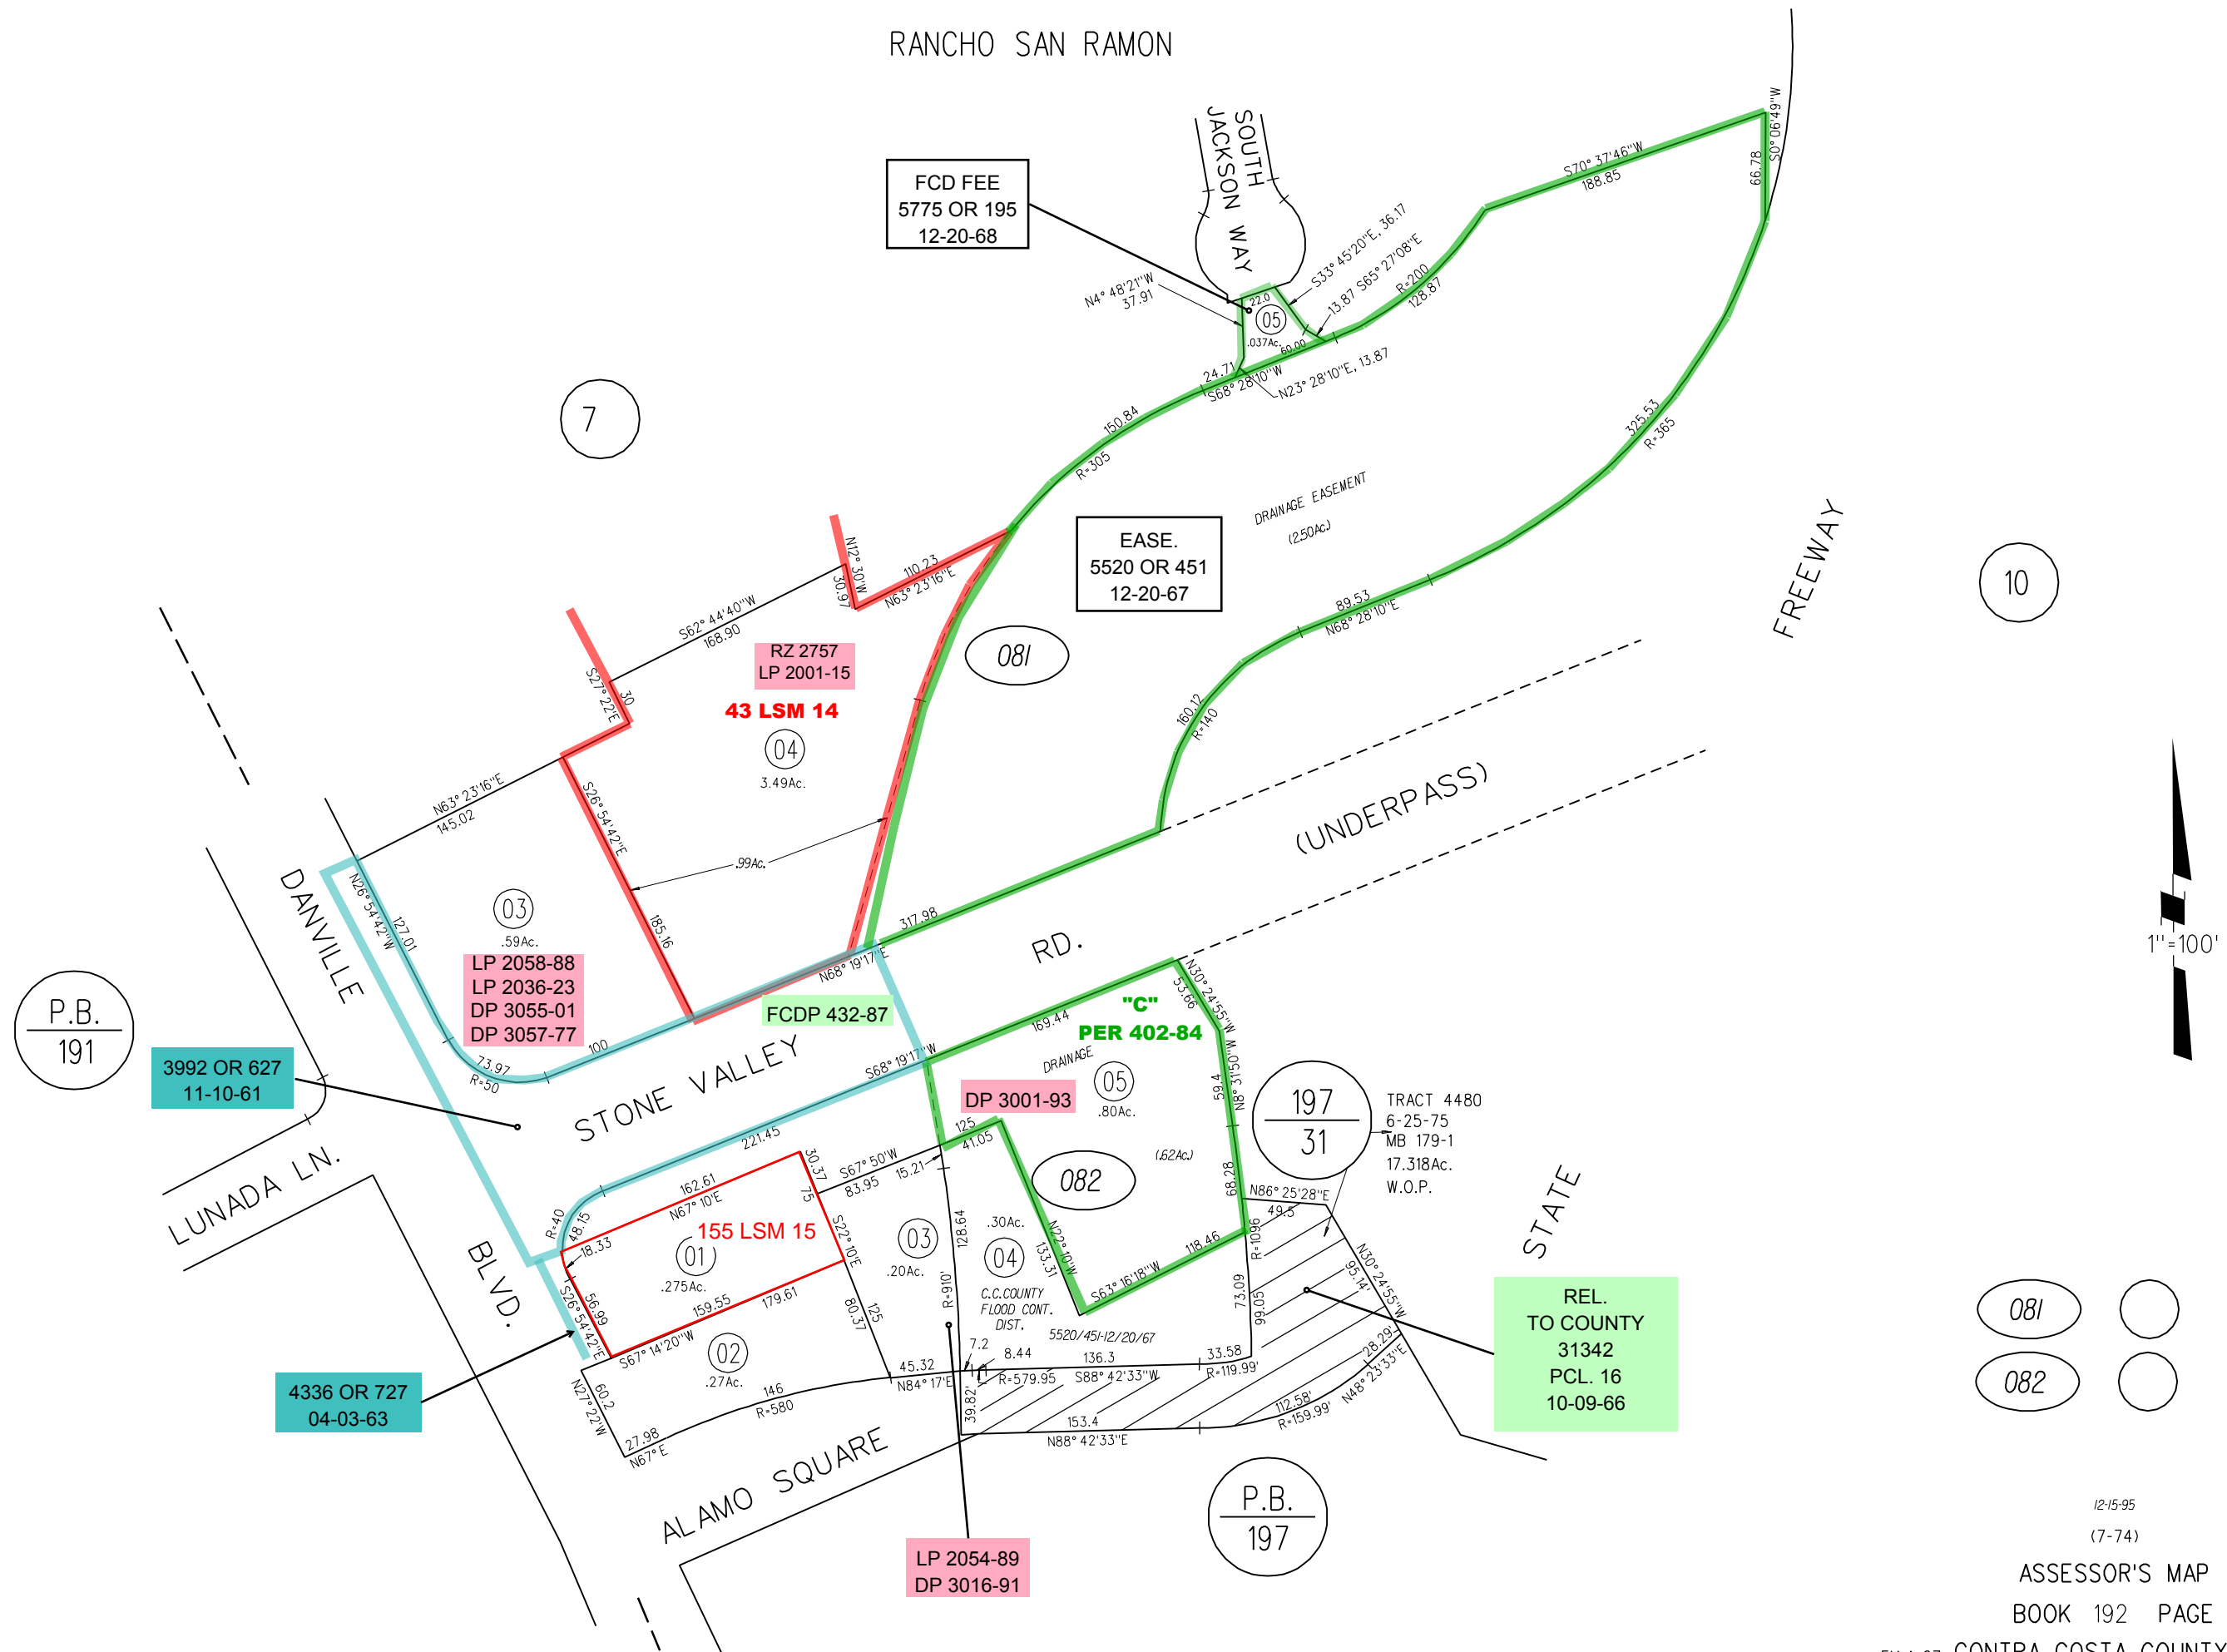 RANCHO SAN RAMON
SOUTH
JACKSON WAY
FCD FEE
5775 OR 195
12-20-68
S70° 37'46"W
188.85
S0° 06'49"W
66.78
N4° 48'21"W
37.91
S33° 45'20"E, 36.17
13.87 S65° 27'08"E
R=200
128.87
22.0
05
.037Ac.
60.00
24.71
S68° 28'10"W
N23° 28'10"E, 13.87
7
150.84
R=305
325.53
R=365
DRAINAGE EASEMENT
(2.50Ac.)
EASE.
5520 OR 451
12-20-67
FREEWAY
10
N12° 30'W
30.97
110.23
N63° 23'16"E
S62° 44'40"W
168.90
89.53
N68° 28'10"E
081
RZ 2757
LP 2001-15
43 LSM 14
04
3.49Ac.
S27° 22'E
30
160.12
R=140
N63° 23'16"E
145.02
S26° 54'42"E
185.16
.99Ac.
(UNDERPASS)
DANVILLE
N26° 54'42"W
127.01
03
.59Ac.
LP 2058-88
LP 2036-23
DP 3055-01
DP 3057-77
317.98
N68° 19'17"E
RD.
1"=100'
FCDP 432-87
"C"
PER 402-84
N30° 24'55"W
53.66
169.44
P.B.
191
3992 OR 627
11-10-61
73.97
R=50
100
STONE VALLEY
S68° 19'17"W
DRAINAGE
05
.80Ac.
59.4
N8° 31'50"W
DP 3001-93
197
31
TRACT 4480
6-25-75
MB 179-1
17.318Ac.
W.O.P.
221.45
125
41.05
(.62Ac.)
082
LUNADA LN.
30.37
75
S67° 50'W
83.95
15.21
162.61
N67° 10'E
R=40
48.15
18.33
155 LSM 15
01
.275Ac.
S22° 10'E
03
.20Ac.
128.64
.30Ac.
04
N22° 10'W
133.31
68.28
N86° 25'28"E
49.5
R=1096
118.46
S63° 16'18"W
STATE
BLVD.
56.99
S26° 54'42"E
159.55
179.61
S67° 14'20"W
125
80.37
R=910'
C.C.COUNTY
FLOOD CONT.
DIST.
5520/451-12/20/67
73.09
99.05
N30° 24'55"W
95.14'
REL.
TO COUNTY
31342
PCL. 16
10-09-66
081
082
02
.27Ac.
7.2
8.44
136.3
33.58
28.29'
N48° 23'33"E
4336 OR 727
04-03-63
60.2
N27° 22'W
146
R=580
45.32
N84° 17'E
39.82'
R=579.95
S88° 42'33"W
R=119.99'
112.58'
R=159.99'
27.98
N67° E
153.4
N88° 42'33"E
ALAMO SQUARE
P.B.
197
LP 2054-89
DP 3016-91
12-15-95
(7-74)
ASSESSOR'S MAP
BOOK 192 PAGE
CONTRA COSTA COUNTY